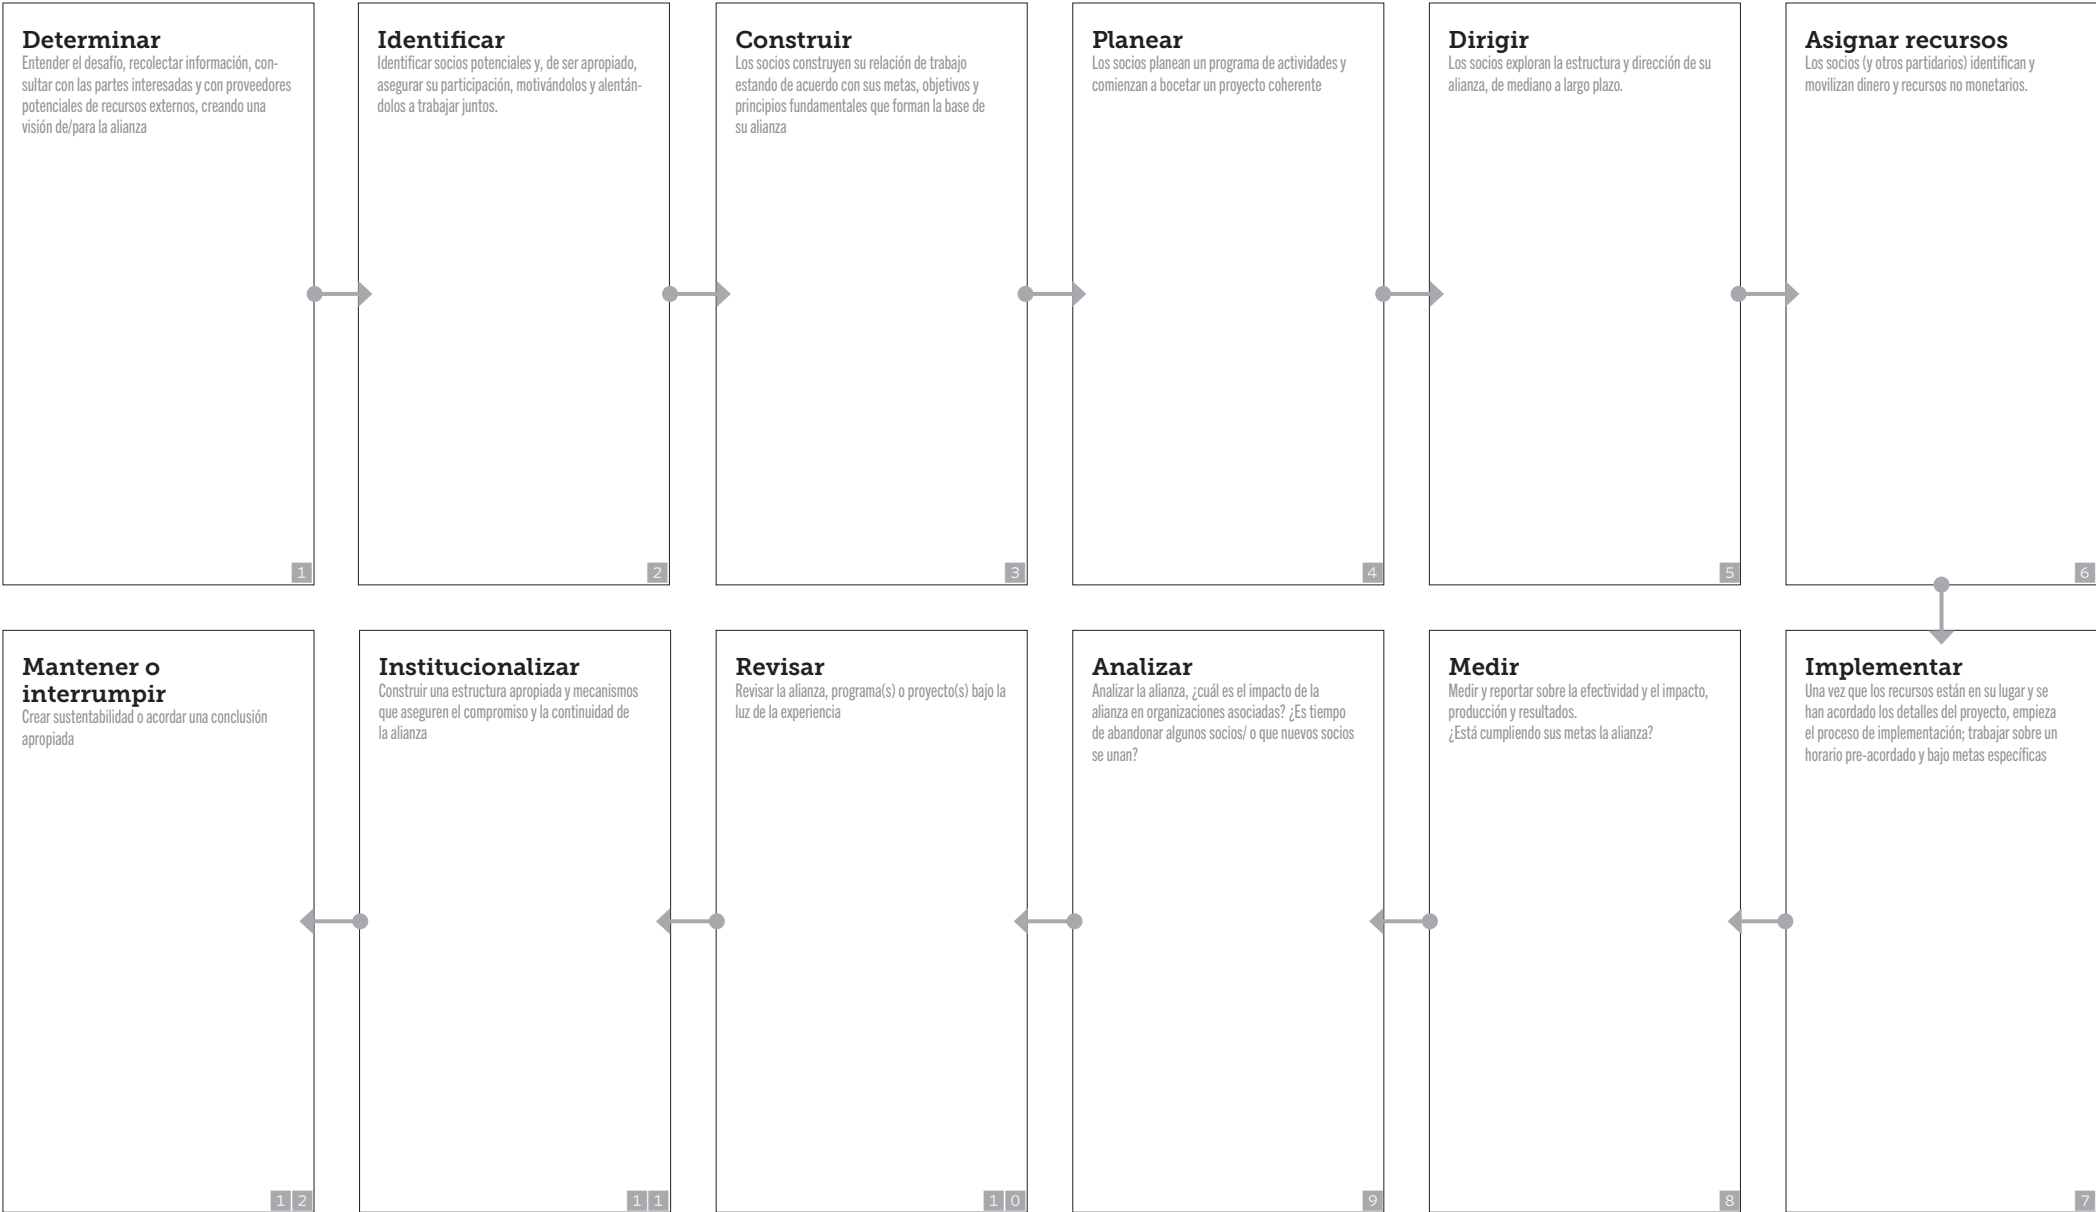 Determinar
Entender el desafío, recolectar información, con-
sultar con las partes interesadas y con proveedores
potenciales de recursos externos, creando una
visión de/para la alianza
1
Identificar
Identificar socios potenciales y, de ser apropiado,
asegurar su participación, motivándolos y alentán-
dolos a trabajar juntos.
2
Construir
Los socios construyen su relación de trabajo
estando de acuerdo con sus metas, objetivos y
principios fundamentales que forman la base de
su alianza
3
Planear
Los socios planean un programa de actividades y
comienzan a bocetar un proyecto coherente
4
Dirigir
Los socios exploran la estructura y dirección de su
alianza, de mediano a largo plazo.
5
Asignar recursos
Los socios (y otros partidarios) identifican y
movilizan dinero y recursos no monetarios.
6
Implementar
Una vez que los recursos están en su lugar y se
han acordado los detalles del proyecto, empieza
el proceso de implementación; trabajar sobre un
horario pre-acordado y bajo metas específicas
7
Medir
Medir y reportar sobre la efectividad y el impacto,
producción y resultados.
¿Está cumpliendo sus metas la alianza?
8
Analizar
Analizar la alianza, ¿cuál es el impacto de la
alianza en organizaciones asociadas? ¿Es tiempo
de abandonar algunos socios/ o que nuevos socios
se unan?
9
Revisar
Revisar la alianza, programa(s) o proyecto(s) bajo la
luz de la experiencia
10
Institucionalizar
Construir una estructura apropiada y mecanismos
que aseguren el compromiso y la continuidad de
la alianza
11
Mantener o
interrumpir
Crear sustentabilidad o acordar una conclusión
apropiada
12